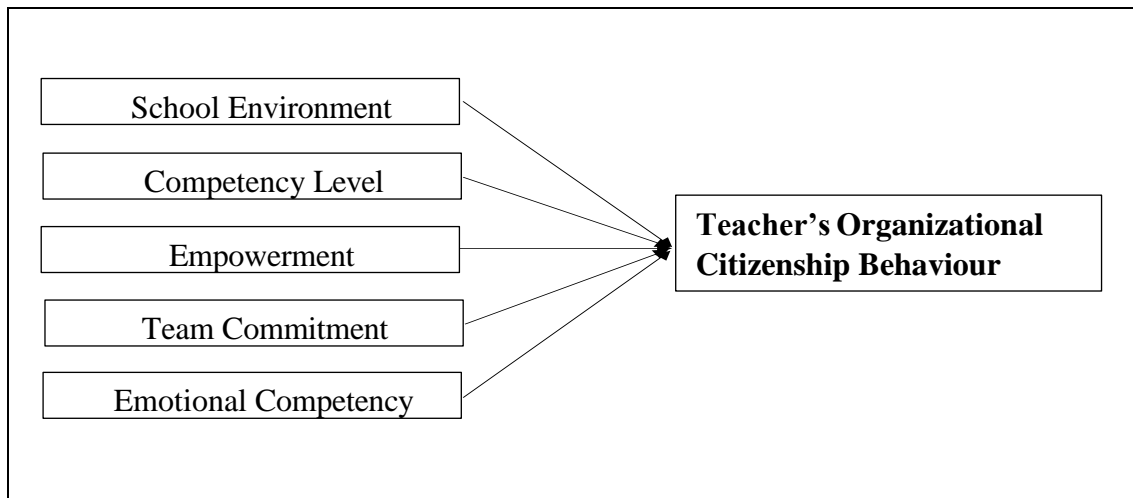 School Environment
Competency Level
Empowerment
Team Commitment
Emotional Competency
Teacher’s Organizational
Citizenship Behaviour